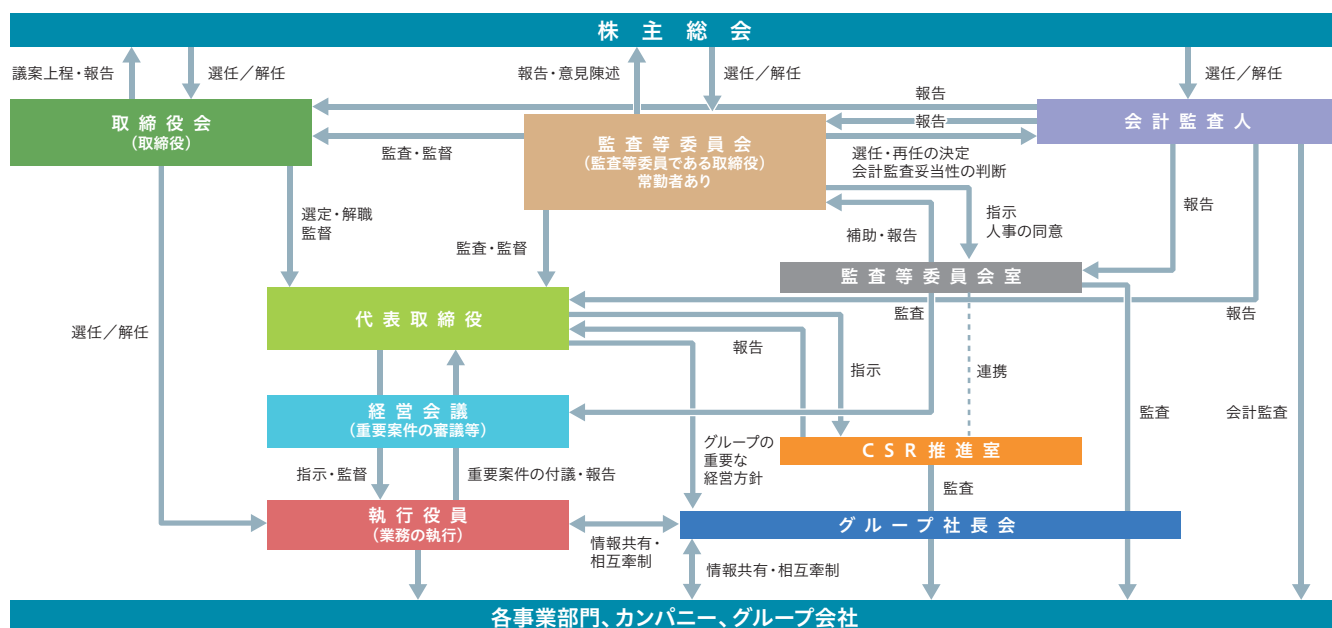 株主総会
議案上程・報告
選任／解任
報告・意見陳述
選任／解任
選任／解任
報告
取締役会
（取締役）
監査・監督
監査等委員会
（監査等委員である取締役）
常勤者あり
報告
会計監査人
選任・再任の決定
会計監査妥当性の判断
選定・解職
監督
監査・監督
補助・報告
指示
人事の同意
報告
監査等委員会室
代表取締役
選任／解任
監査
報告
報告
指示
連携
経営会議
（重要案件の審議等）
監査
会計監査
グループの
重要な
経営方針
CSR推進室
指示・監督
重要案件の付議・報告
監査
執行役員
（業務の執行）
グループ社長会
情報共有・
相互牽制
情報共有・相互牽制
各事業部門、カンパニー、グループ会社